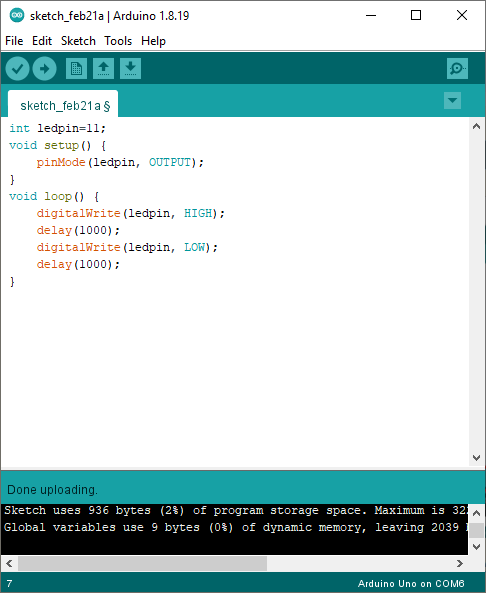 sketch_feb21a | Arduino 1.8.19
File Edit Sketch Tools Help
sketch_feb21a §
int ledpin=11;
void setup() {
    pinMode(ledpin, OUTPUT);
}
void loop() {
    digitalWrite(ledpin, HIGH);
    delay(1000);
    digitalWrite(ledpin, LOW);
    delay(1000);
}
Done uploading.
Sketch uses 936 bytes (2%) of program storage space. Maximum is 322
Global variables use 9 bytes (0%) of dynamic memory, leaving 2039
7 Arduino Uno on COM6